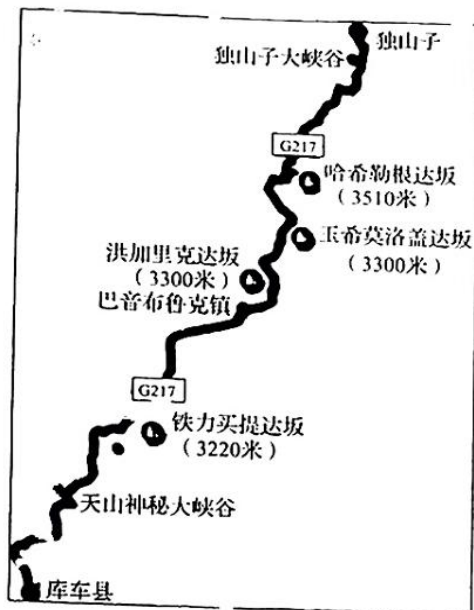 独山子
独山子大峡谷
G217
哈希勒根达坂
（3510米）
玉希莫洛盖达坂
（3300米）
洪加里克达坂
（3300米）
巴音布鲁克镇
G217
铁力买提达坂
（3220米）
天山神秘大峡谷
库车县